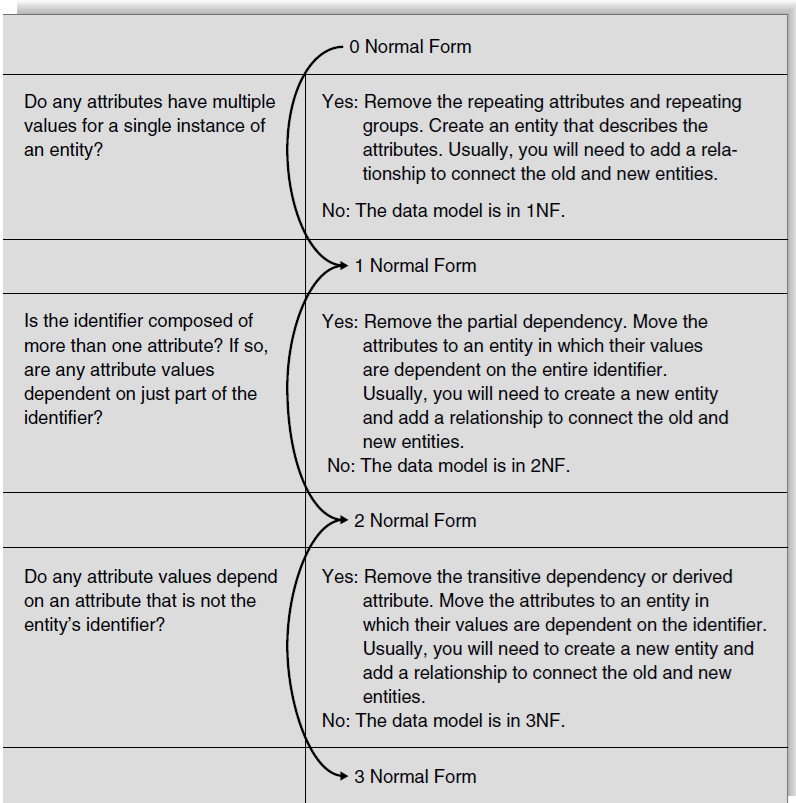 0 Normal Form
Do any attributes have multiple
values for a single instance of
an entity?
Yes: Remove the repeating attributes and repeating
groups. Create an entity that describes the
attributes. Usually, you will need to add a rela-
tionship to connect the old and new entities.
No: The data model is in 1NF.
1 Normal Form
Is the identifier composed of
more than one attribute? If so,
are any attribute values
dependent on just part of the
identifier?
Yes: Remove the partial dependency. Move the
attributes to an entity in which their values
are dependent on the entire identifier.
Usually, you will need to create a new entity
and add a relationship to connect the old and
new entities.
No: The data model is in 2NF.
2 Normal Form
Do any attribute values depend
on an attribute that is not the
entity’s identifier?
Yes: Remove the transitive dependency or derived
attribute. Move the attributes to an entity in
which their values are dependent on the identifier.
Usually, you will need to create a new entity and
add a relationship to connect the old and new
entities.
No: The data model is in 3NF.
3 Normal Form